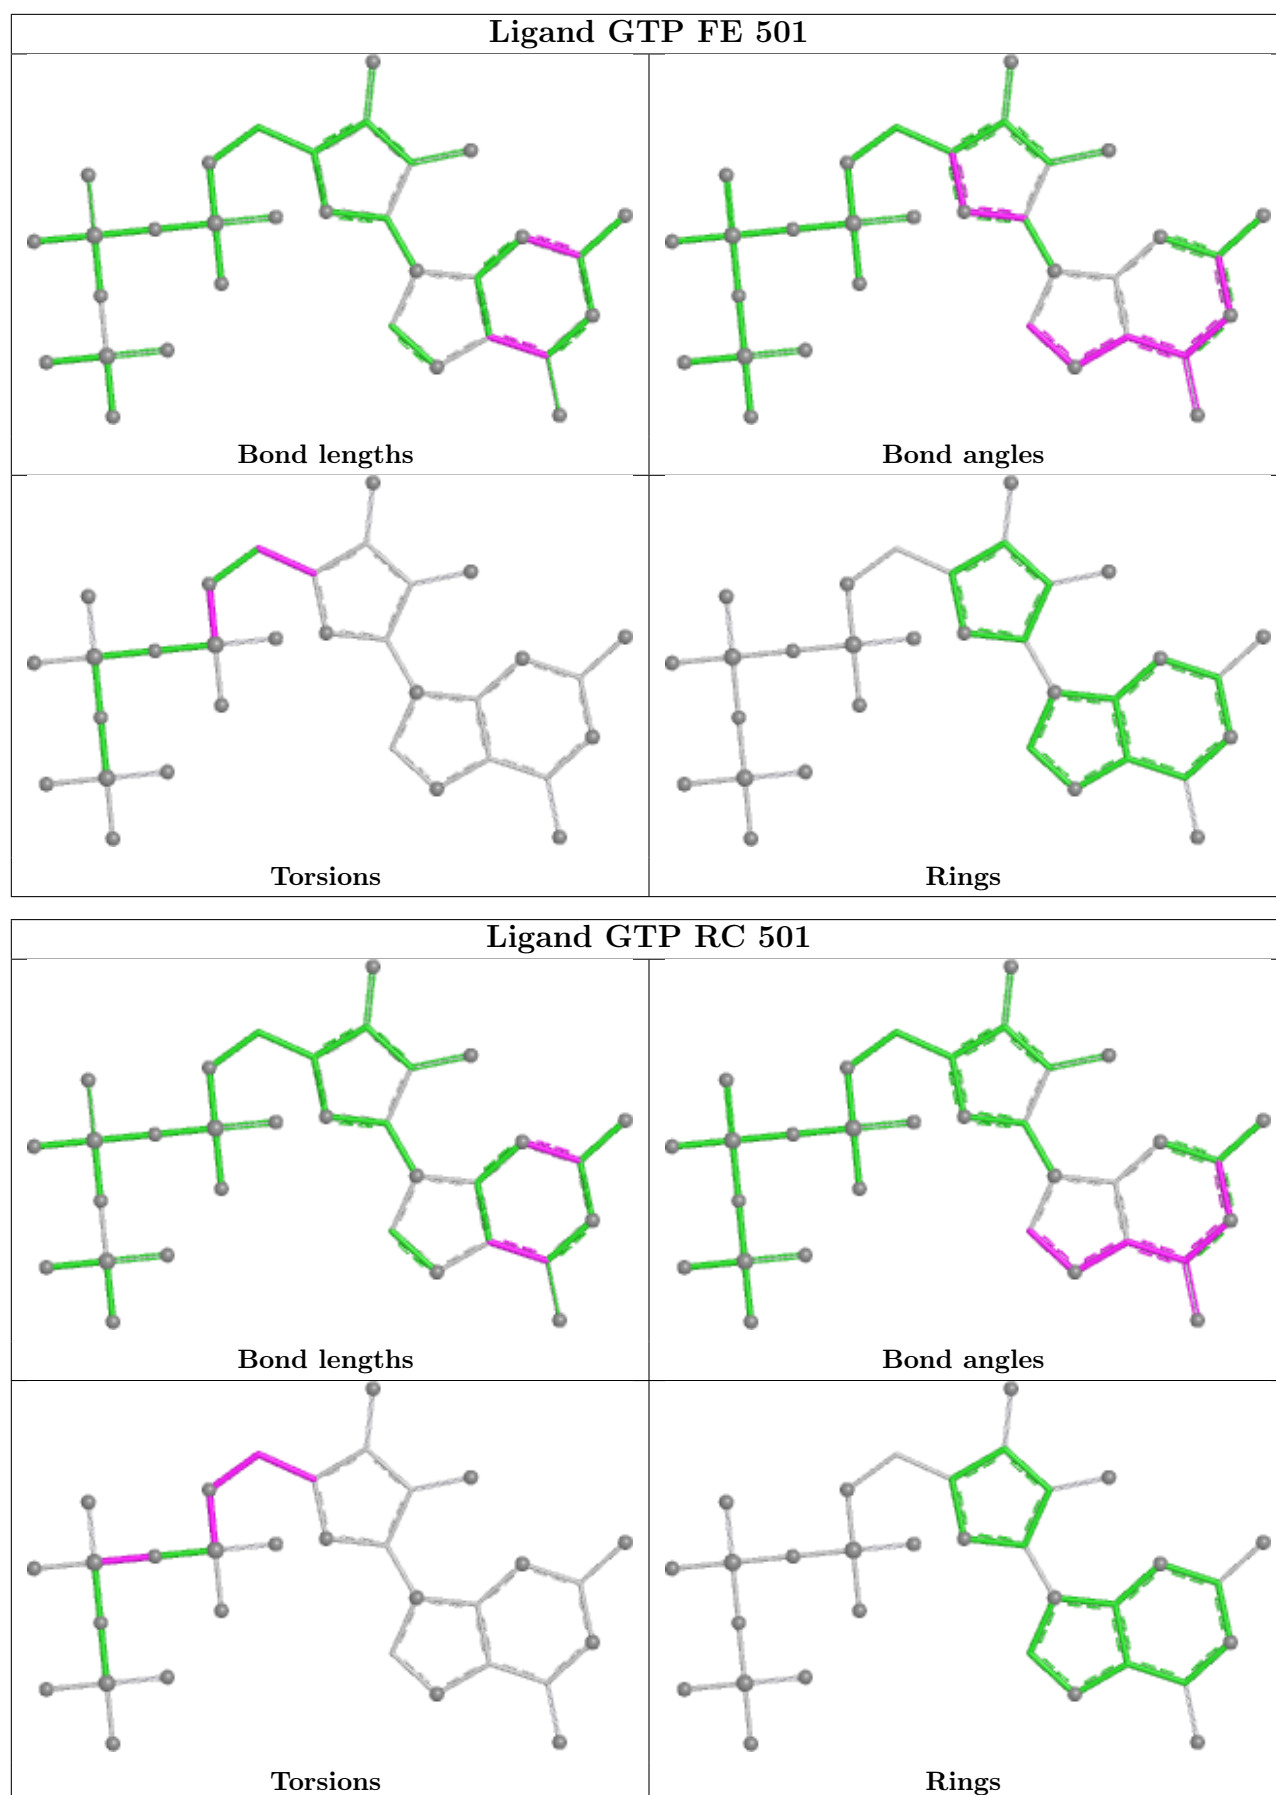 Ligand GTP FE 501
Bond lengths
Bond angles
Torsions
Rings
Ligand GTP RC 501
Bond lengths
Bond angles
Torsions
Rings